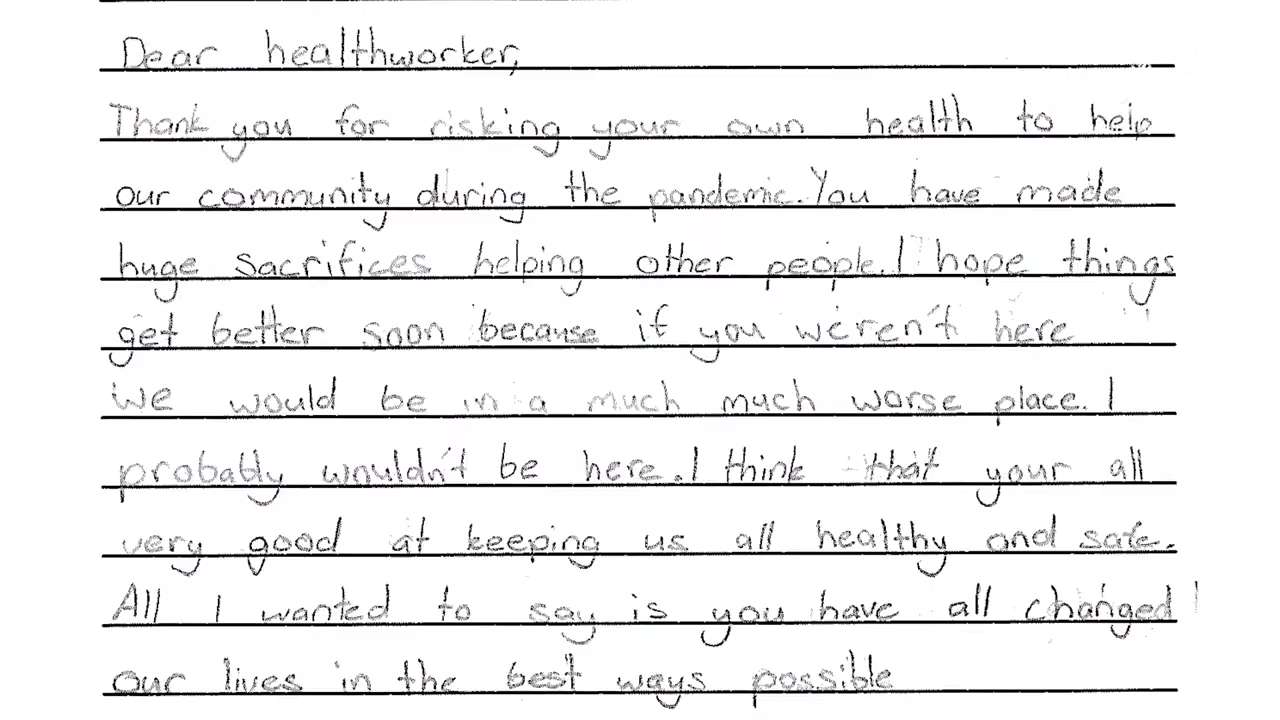 Dear healthworker,
Thank you for risking your own health to help
our community during the pandemic. You have made
huge sacrifices helping other people. I hope things
get better soon because if you weren't here
we would be in a much much worse place. I
probably wouldn't be here. I think that your all
very good at keeping us all healthy and safe.
All I wanted to say is you have all changed
our lives in the best ways possible